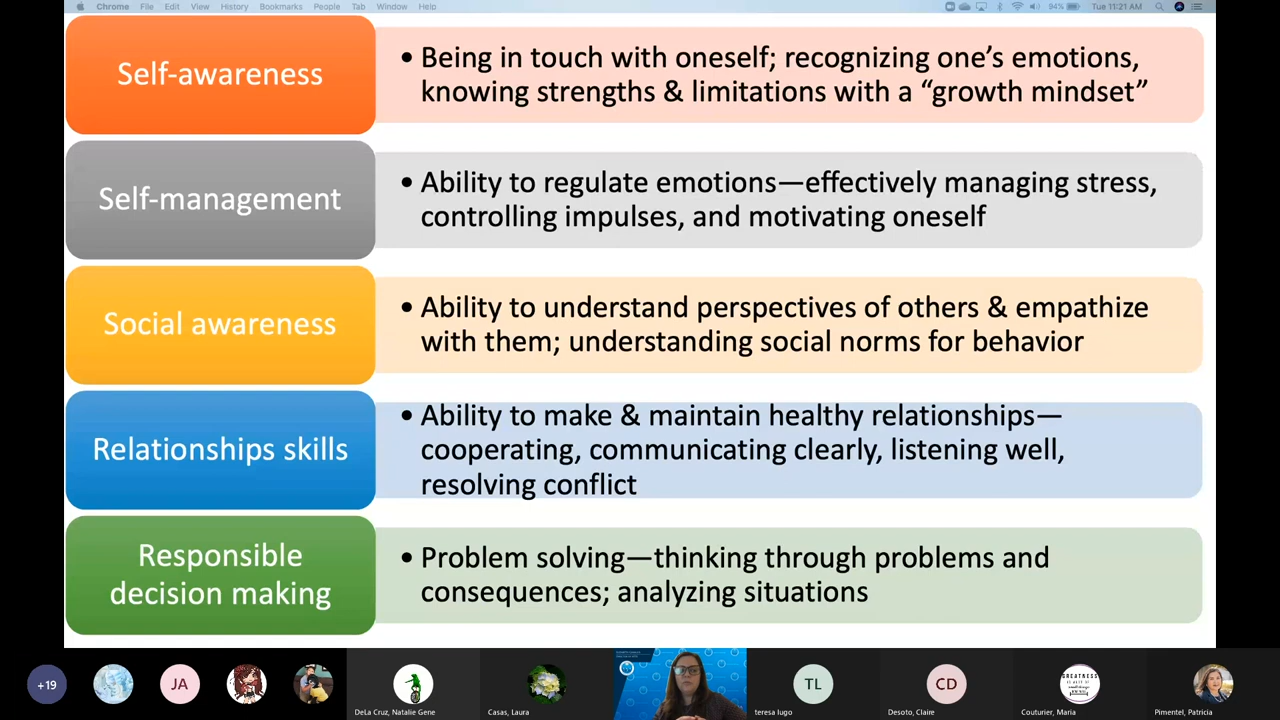 Chrome File Edit View History Bookmarks People Tab Window Help
94% Tue 11:21 AM
Self-awareness
• Being in touch with oneself; recognizing one’s emotions,
knowing strengths & limitations with a “growth mindset”
Self-management
• Ability to regulate emotions—effectively managing stress,
controlling impulses, and motivating oneself
Social awareness
• Ability to understand perspectives of others & empathize
with them; understanding social norms for behavior
Relationships skills
• Ability to make & maintain healthy relationships—
cooperating, communicating clearly, listening well,
resolving conflict
Responsible
decision making
• Problem solving—thinking through problems and
consequences; analyzing situations
+19
JA
DeLa Cruz, Natalie Gene
Casas, Laura
TL
teresa lugo
CD
Desoto, Claire
GREATNESS
Couturier, Maria
Pimentel, Patricia